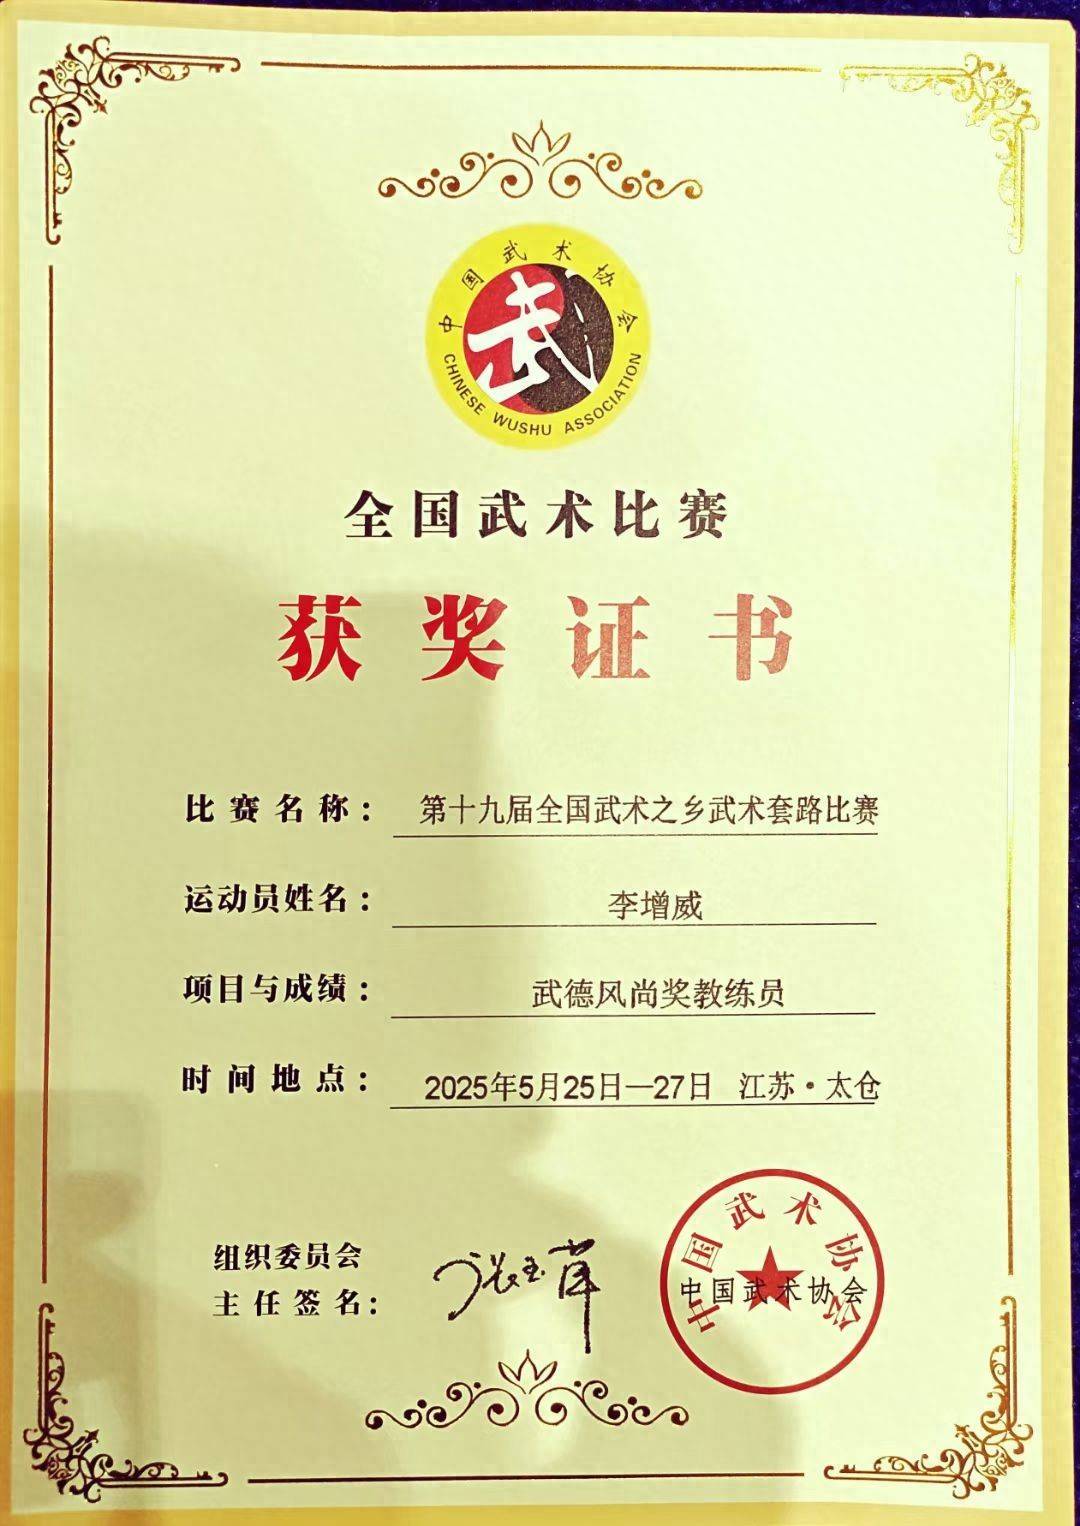 中国武术协会
武
CHINESE WUSHU ASSOCIATION
全国武术比赛
获奖证书
比赛名称： 第十九届全国武术之乡武术套路比赛
运动员姓名： 李增威
项目与成绩： 武德风尚奖教练员
时间地点： 2025年5月25日—27日 江苏·太仓
组织委员会
主任签名：
中国武术协会
中国武术协会